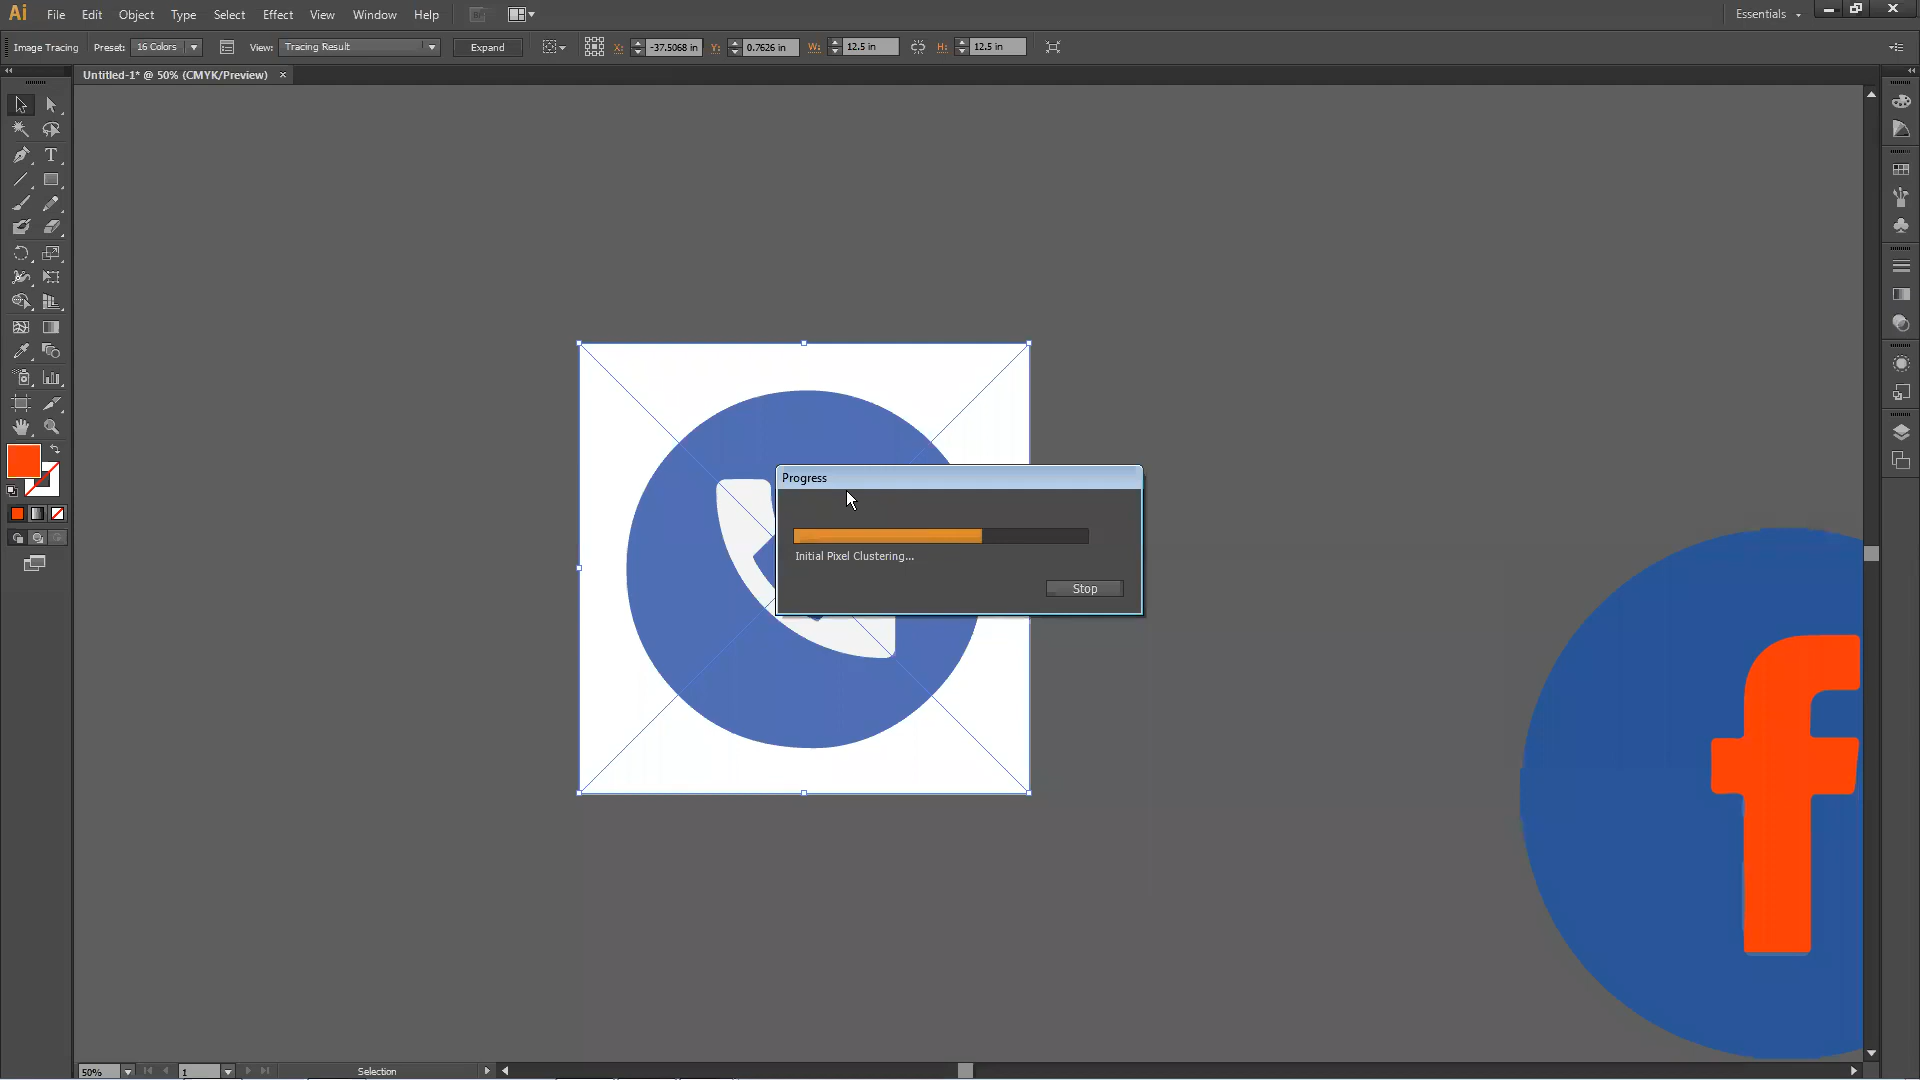 Ai File Edit Object Type Select Effect View Window Help Br Essentials
Image Tracing Preset: 16 Colors View: Tracing Result Expand X: -37.5068 in Y: 0.7626 in W: 12.5 in H: 12.5 in
Untitled-1* @ 50% (CMYK/Preview)
T
Progress
Initial Pixel Clustering...
Stop
f
50% 1 Selection